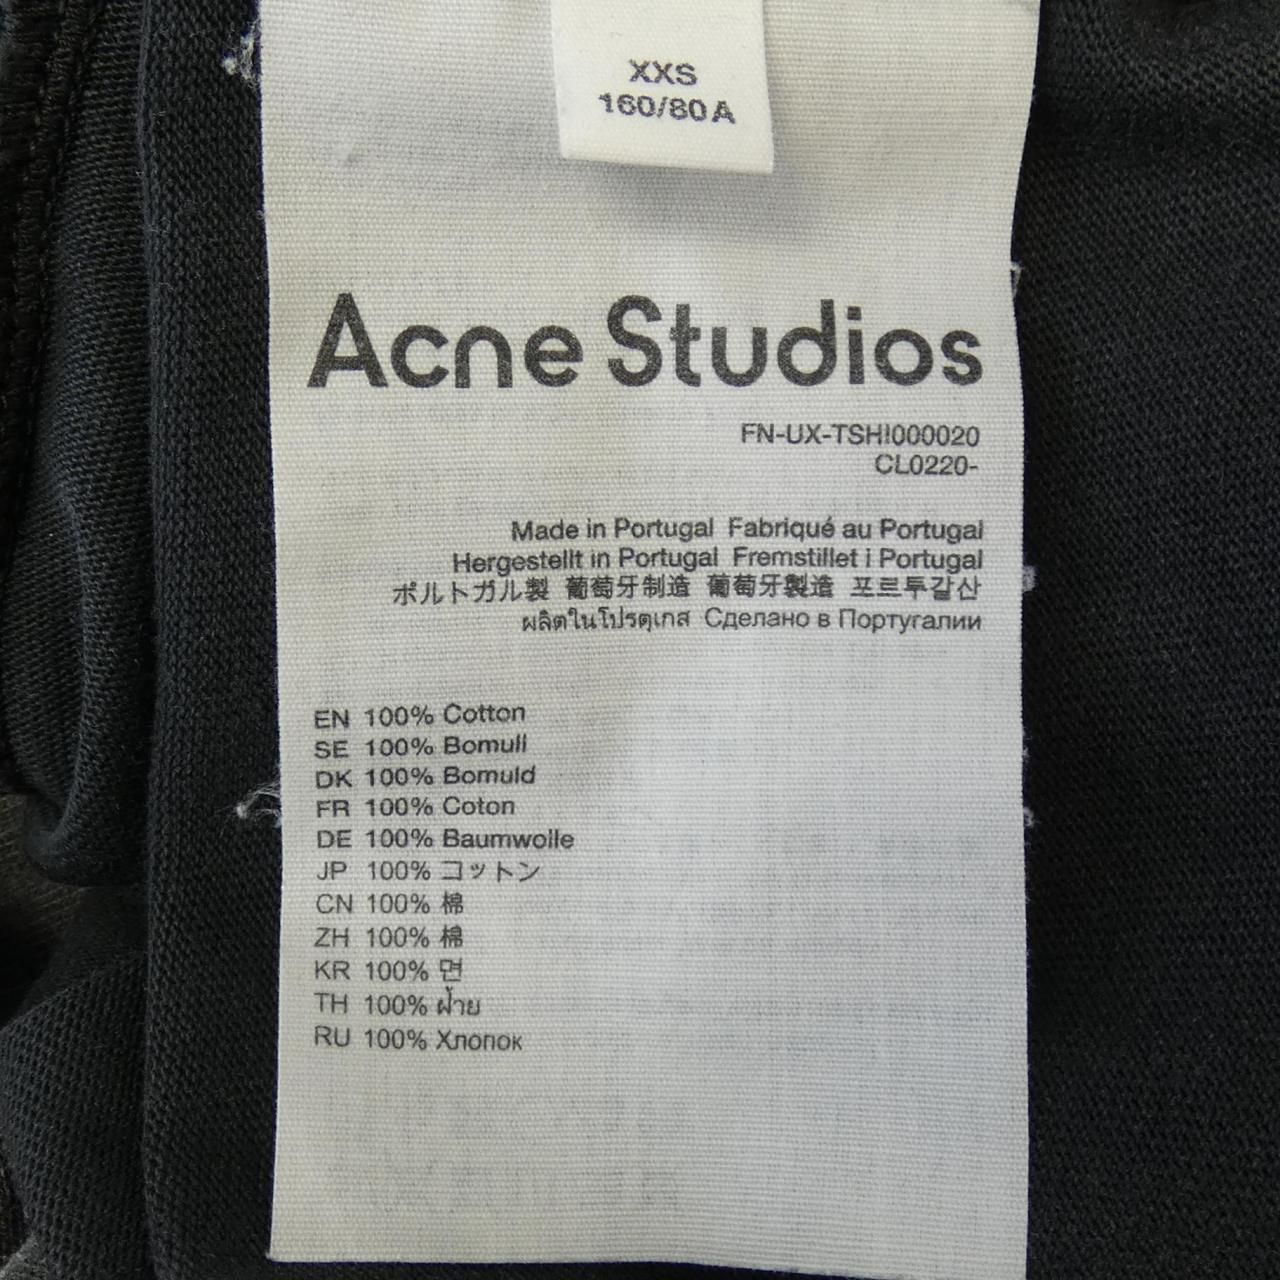 XXS
160/80A
Acne Studios
FN-UX-TSHI000020
CL0220-
Made in Portugal Fabriqué au Portugal
Hergestellt in Portugal Fremstillet i Portugal
ポルトガル製 葡萄牙制造 葡萄牙製造 포르투갈산
ผลิตในโปรตุเกส Сделано в Португалии
EN 100% Cotton
SE 100% Bomull
DK 100% Bomuld
FR 100% Coton
DE 100% Baumwolle
JP 100% コットン
CN 100% 棉
ZH 100% 棉
KR 100% 면
TH 100% ฝ้าย
RU 100% Хлопок